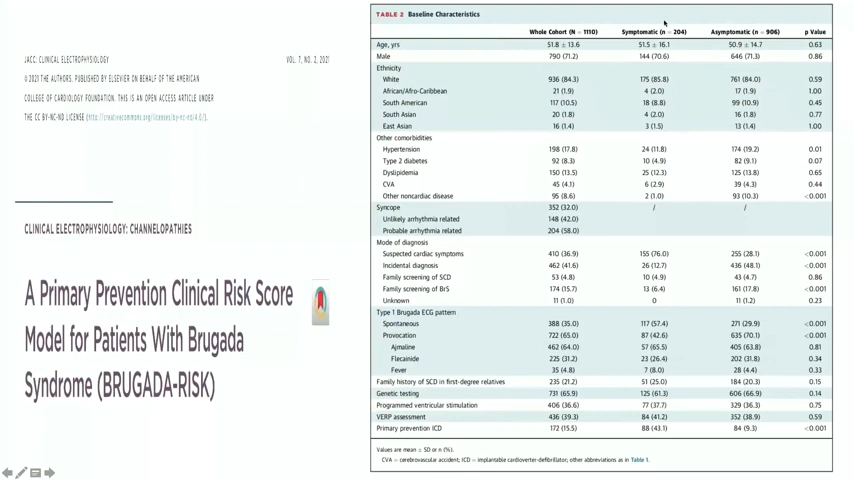 JACC: CLINICAL ELECTROPHYSIOLOGY VOL. 7, NO. 2, 2021
© 2021 THE AUTHORS. PUBLISHED BY ELSEVIER ON BEHALF OF THE AMERICAN
COLLEGE OF CARDIOLOGY FOUNDATION. THIS IS AN OPEN ACCESS ARTICLE UNDER
THE CC BY-NC-ND LICENSE (http://creativecommons.org/licenses/by-nc-nd/4.0/).
CLINICAL ELECTROPHYSIOLOGY: CHANNELOPATHIES
A Primary Prevention Clinical Risk Score
Model for Patients With Brugada
Syndrome (BRUGADA-RISK)
TABLE 2 Baseline Characteristics
Whole Cohort (N = 1110) Symptomatic (n = 204) Asymptomatic (n = 906) p Value
Age, yrs 51.8 ± 13.6 51.5 ± 16.1 50.9 ± 14.7 0.63
Male 790 (71.2) 144 (70.6) 646 (71.3) 0.86
Ethnicity
White 936 (84.3) 175 (85.8) 761 (84.0) 0.59
African/Afro-Caribbean 21 (1.9) 4 (2.0) 17 (1.9) 1.00
South American 117 (10.5) 18 (8.8) 99 (10.9) 0.45
South Asian 20 (1.8) 4 (2.0) 16 (1.8) 0.77
East Asian 16 (1.4) 3 (1.5) 13 (1.4) 1.00
Other comorbidities
Hypertension 198 (17.8) 24 (11.8) 174 (19.2) 0.01
Type 2 diabetes 92 (8.3) 10 (4.9) 82 (9.1) 0.07
Dyslipidemia 150 (13.5) 25 (12.3) 125 (13.8) 0.65
CVA 45 (4.1) 6 (2.9) 39 (4.3) 0.44
Other noncardiac disease 95 (8.6) 2 (1.0) 93 (10.3) <0.001
Syncope 352 (32.0) / /
Unlikely arrhythmia related 148 (42.0)
Probable arrhythmia related 204 (58.0)
Mode of diagnosis
Suspected cardiac symptoms 410 (36.9) 155 (76.0) 255 (28.1) <0.001
Incidental diagnosis 462 (41.6) 26 (12.7) 436 (48.1) <0.001
Family screening of SCD 53 (4.8) 10 (4.9) 43 (4.7) 0.86
Family screening of BrS 174 (15.7) 13 (6.4) 161 (17.8) <0.001
Unknown 11 (1.0) 0 11 (1.2) 0.23
Type 1 Brugada ECG pattern
Spontaneous 388 (35.0) 117 (57.4) 271 (29.9) <0.001
Provocation 722 (65.0) 87 (42.6) 635 (70.1) <0.001
Ajmaline 462 (64.0) 57 (65.5) 405 (63.8) 0.81
Flecainide 225 (31.2) 23 (26.4) 202 (31.8) 0.34
Fever 35 (4.8) 7 (8.0) 28 (4.4) 0.33
Family history of SCD in first-degree relatives 235 (21.2) 51 (25.0) 184 (20.3) 0.15
Genetic testing 731 (65.9) 125 (61.3) 606 (66.9) 0.14
Programmed ventricular stimulation 406 (36.6) 77 (37.7) 329 (36.3) 0.75
VERP assessment 436 (39.3) 84 (41.2) 352 (38.9) 0.59
Primary prevention ICD 172 (15.5) 88 (43.1) 84 (9.3) <0.001
Values are mean ± SD or n (%).
CVA = cerebrovascular accident; ICD = implantable cardioverter-defibrillator; other abbreviations as in Table 1.